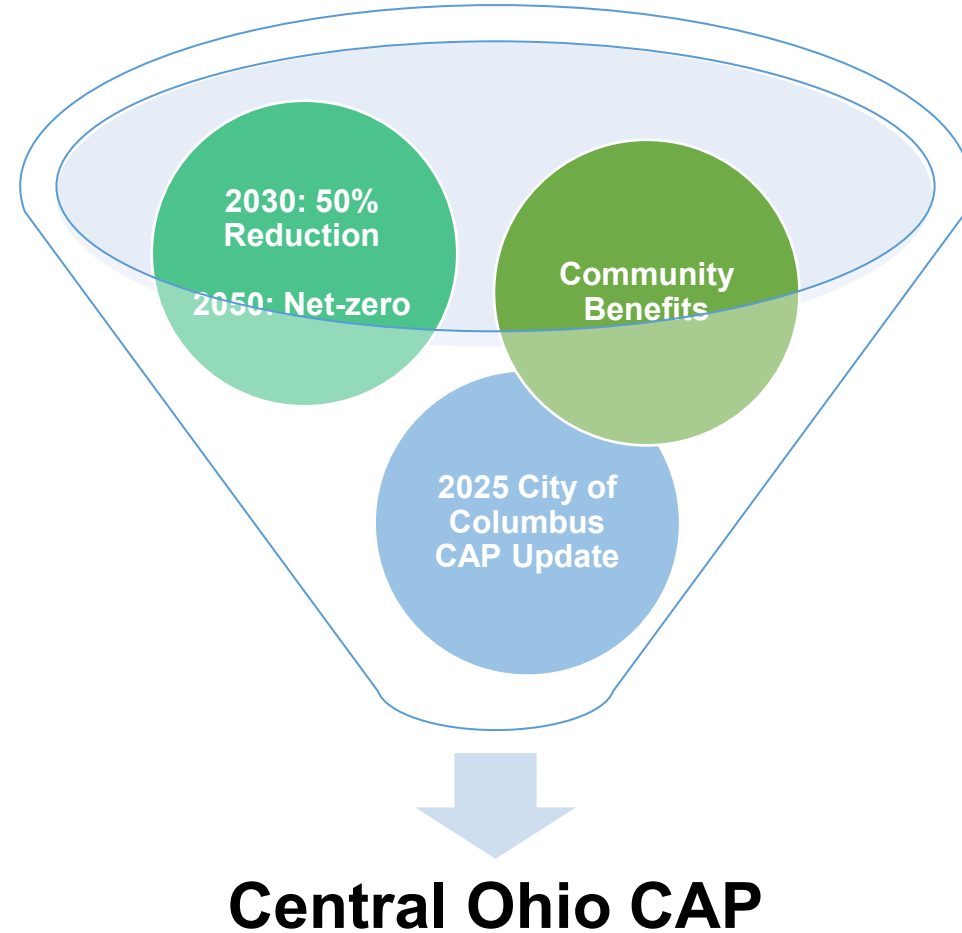 2030: 50%
Reduction
2050: Net-zero
Community
Benefits
2025 City of
Columbus
CAP Update
Central Ohio CAP